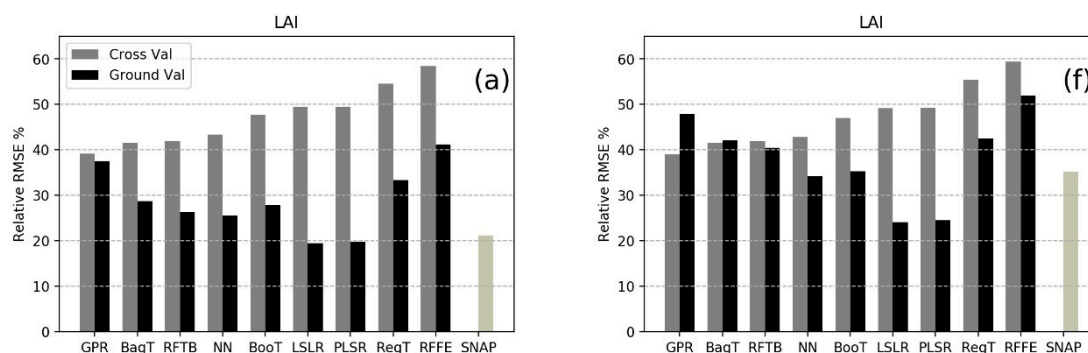 LAI
60
50
40
30
20
10
0
Relative RMSE %
Cross Val
Ground Val
(a)
GPR BagT RFTB NN BooT LSLR PLSR RegT RFFE SNAP
LAI
60
50
40
30
20
10
0
Relative RMSE %
(f)
GPR BagT RFTB NN BooT LSLR PLSR RegT RFFE SNAP